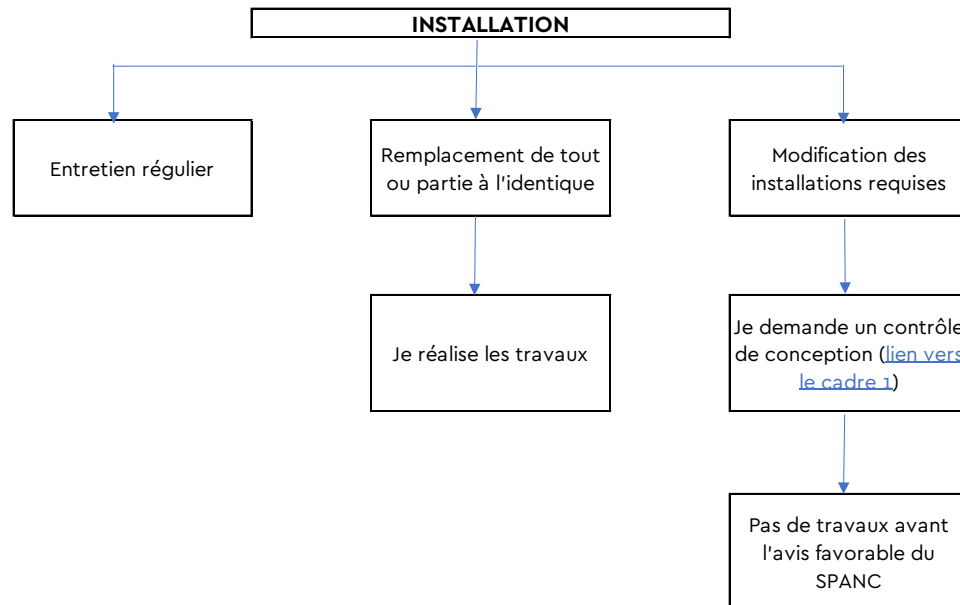 INSTALLATION
Entretien régulier
Remplacement de tout
ou partie à l'identique
Modification des
installations requises
Je réalise les travaux
Je demande un contrôle
de conception (lien vers
le cadre 1)
Pas de travaux avant
l'avis favorable du
SPANC